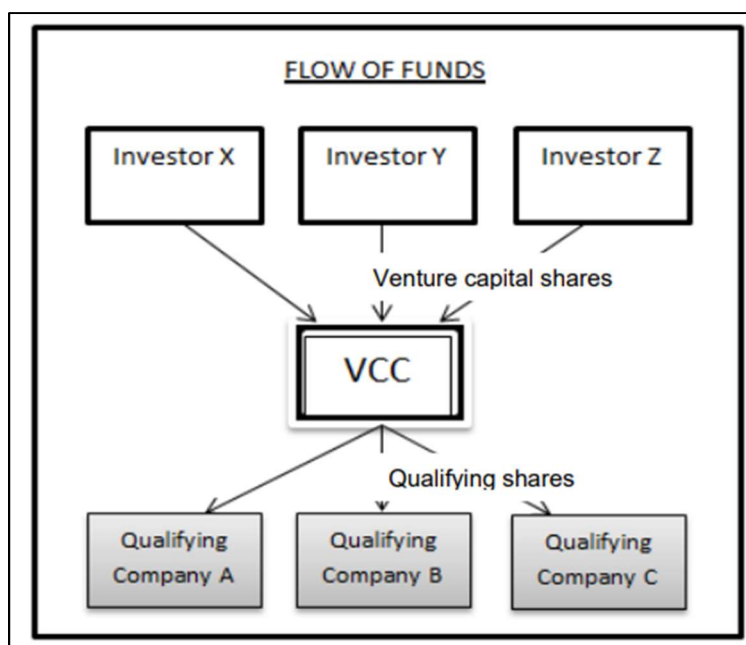 FLOW OF FUNDS
Investor X
Investor Y
Investor Z
Venture capital shares
VCC
Qualifying shares
Qualifying
Company A
Qualifying
Company B
Qualifying
Company C